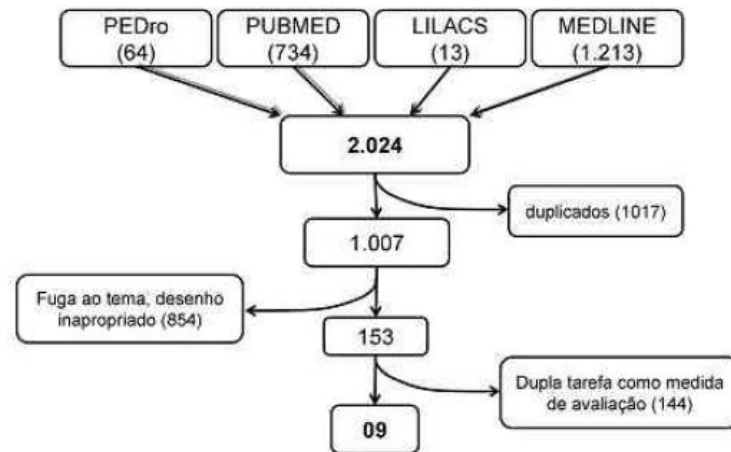 PEDro
(64)
PUBMED
(734)
LILACS
(13)
MEDLINE
(1.213)
2.024
duplicados (1017)
1.007
Fuga ao tema, desenho
inapropriado (854)
153
Dupla tarefa como medida
de avaliação (144)
09